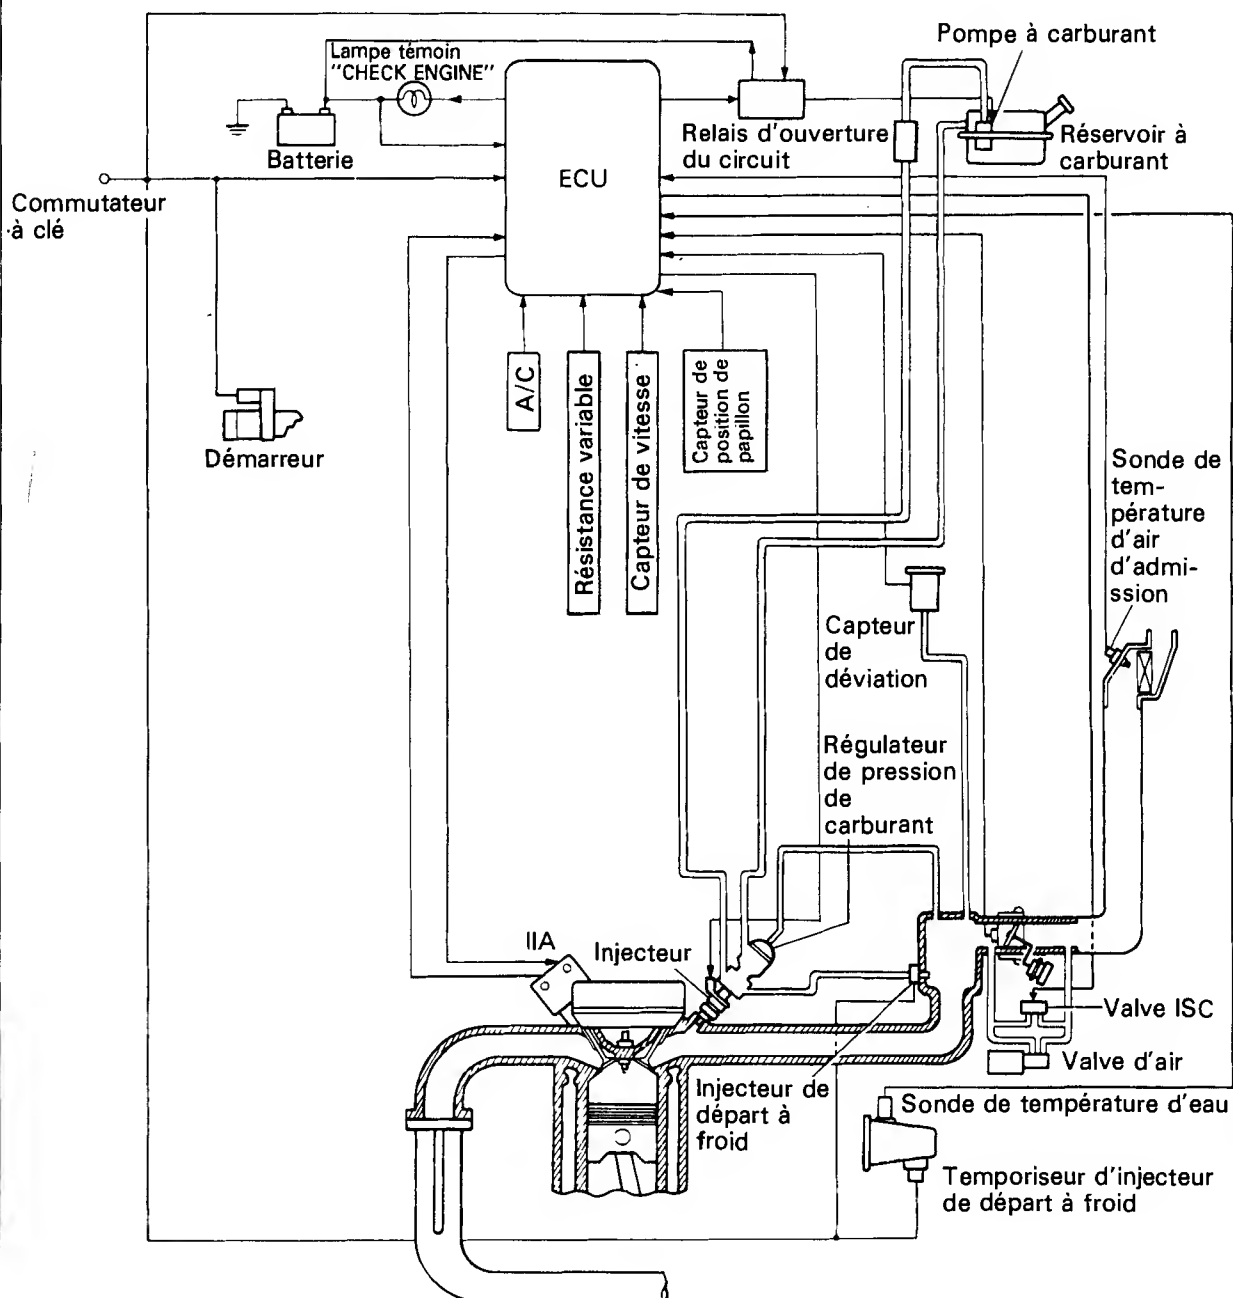 Pompe à carburant
Lampe témoin
"CHECK ENGINE"
Batterie
ECU
Relais d'ouverture
du circuit
Réservoir à
carburant
Commutateur
à clé
A/C
Résistance variable
Capteur de vitesse
Capteur de
position de
papillon
Démarreur
Sonde de
tem-
pérature
d'air
d'admi-
ssion
Capteur
de
déviation
Régulateur
de pression
de
carburant
IIA
Injecteur
Valve ISC
Valve d'air
Injecteur de
départ à
froid
Sonde de température d'eau
Temporiseur d'injecteur
de départ à froid